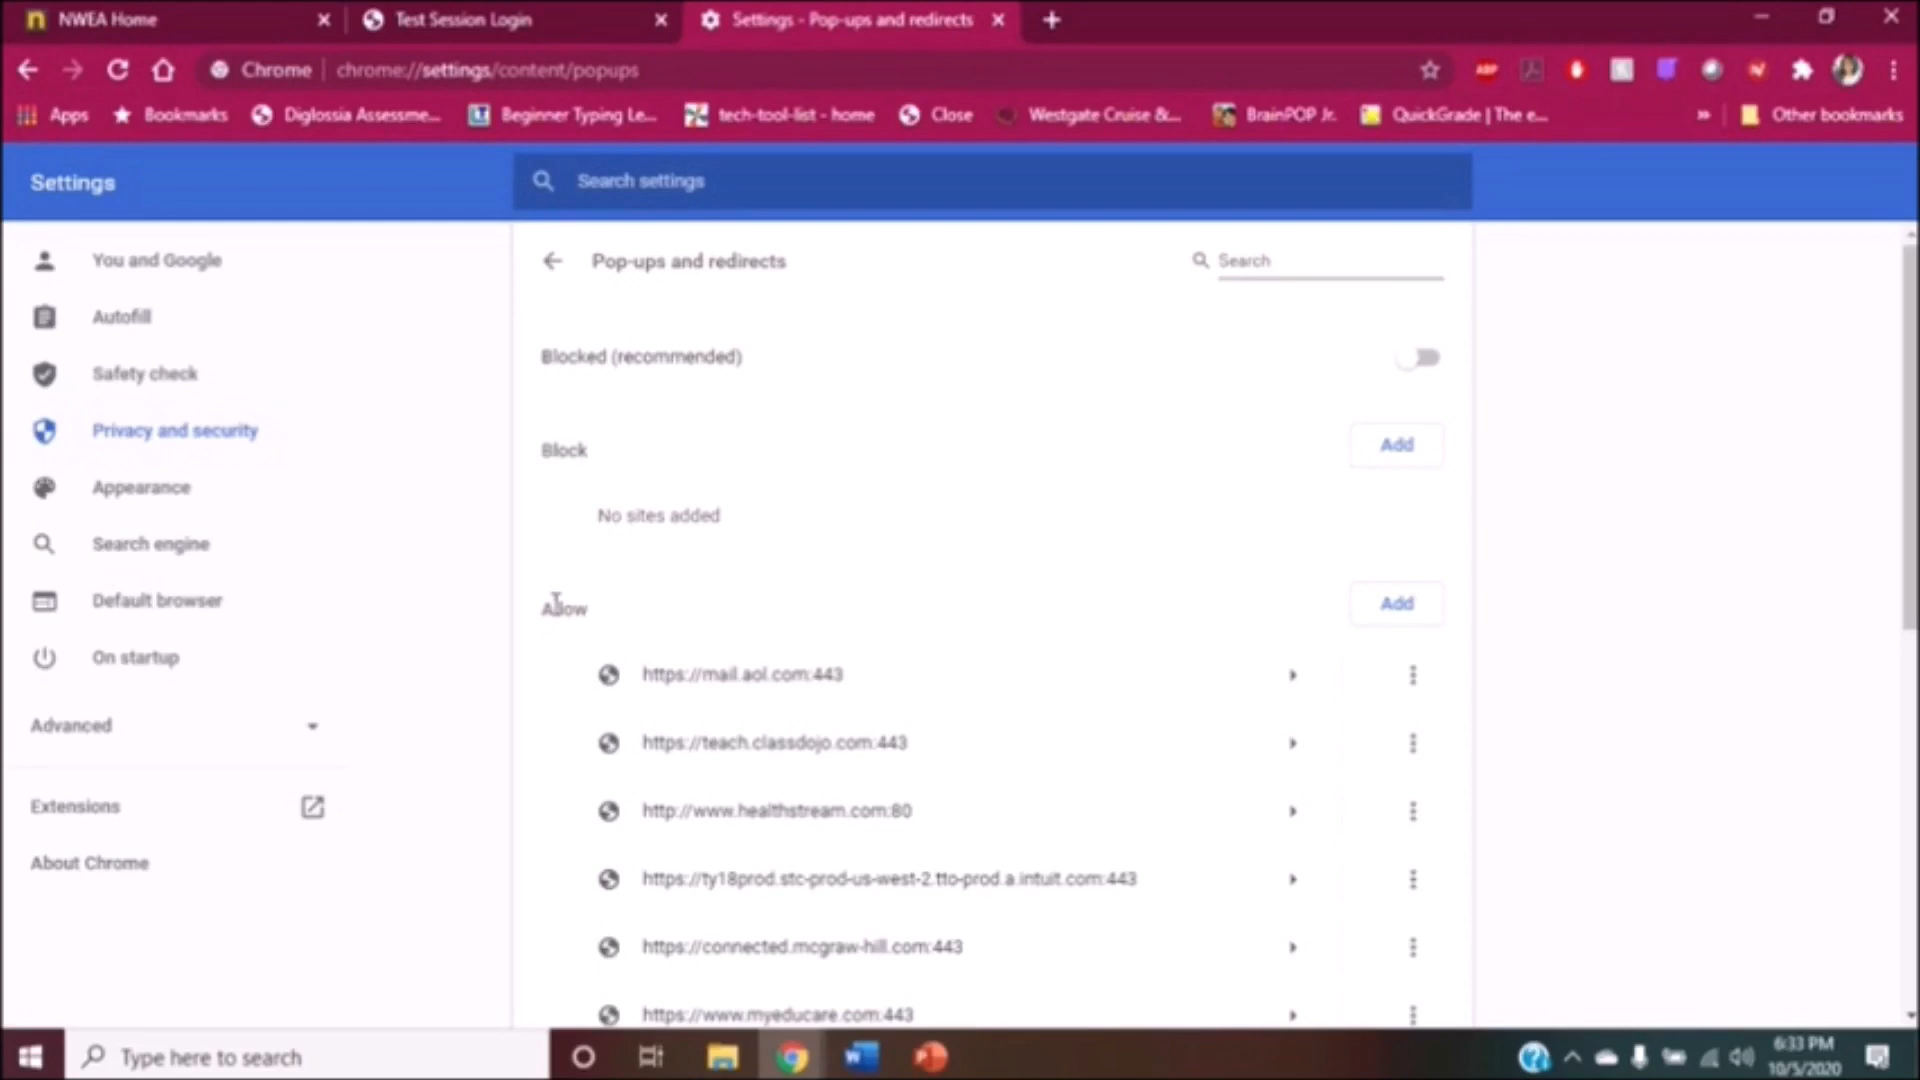 NWEA Home
Test Session Login
Settings - Pop-ups and redirects
Chrome
chrome://settings/content/popups
ABP
Apps
Bookmarks
Diglossia Assessme...
Beginner Typing Le...
tech-tool-list - home
Close
Westgate Cruise &...
BrainPOP Jr.
QuickGrade | The e...
Other bookmarks
Settings
Search settings
You and Google
Autofill
Safety check
Privacy and security
Appearance
Search engine
Default browser
On startup
Advanced
Extensions
About Chrome
Pop-ups and redirects
Search
Blocked (recommended)
Block
Add
No sites added
Allow
Add
https://mail.aol.com:443
https://teach.classdojo.com:443
http://www.healthstream.com:80
https://ty18prod.stc-prod-us-west-2.tto-prod.a.intuit.com:443
https://connected.mcgraw-hill.com:443
https://www.myeducare.com:443
Type here to search
6:33 PM
10/5/2020